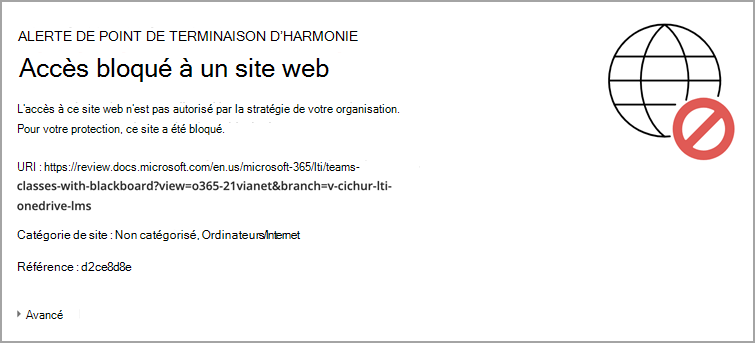 ALERTE DE POINT DE TERMINAISON D'HARMONIE
Accès bloqué à un site web
L'accès à ce site web n'est pas autorisé par la stratégie de votre organisation.
Pour votre protection, ce site a été bloqué.
URI : https://review.docs.microsoft.com/en.us/microsoft-365/lti/teams-
classes-with-blackboard?view=o365-21vianet&branch=v-cichur-lti-
onedrive-lms
Catégorie de site : Non catégorisé, Ordinateurs/Internet
Référence : d2ce8d8e
Avancé